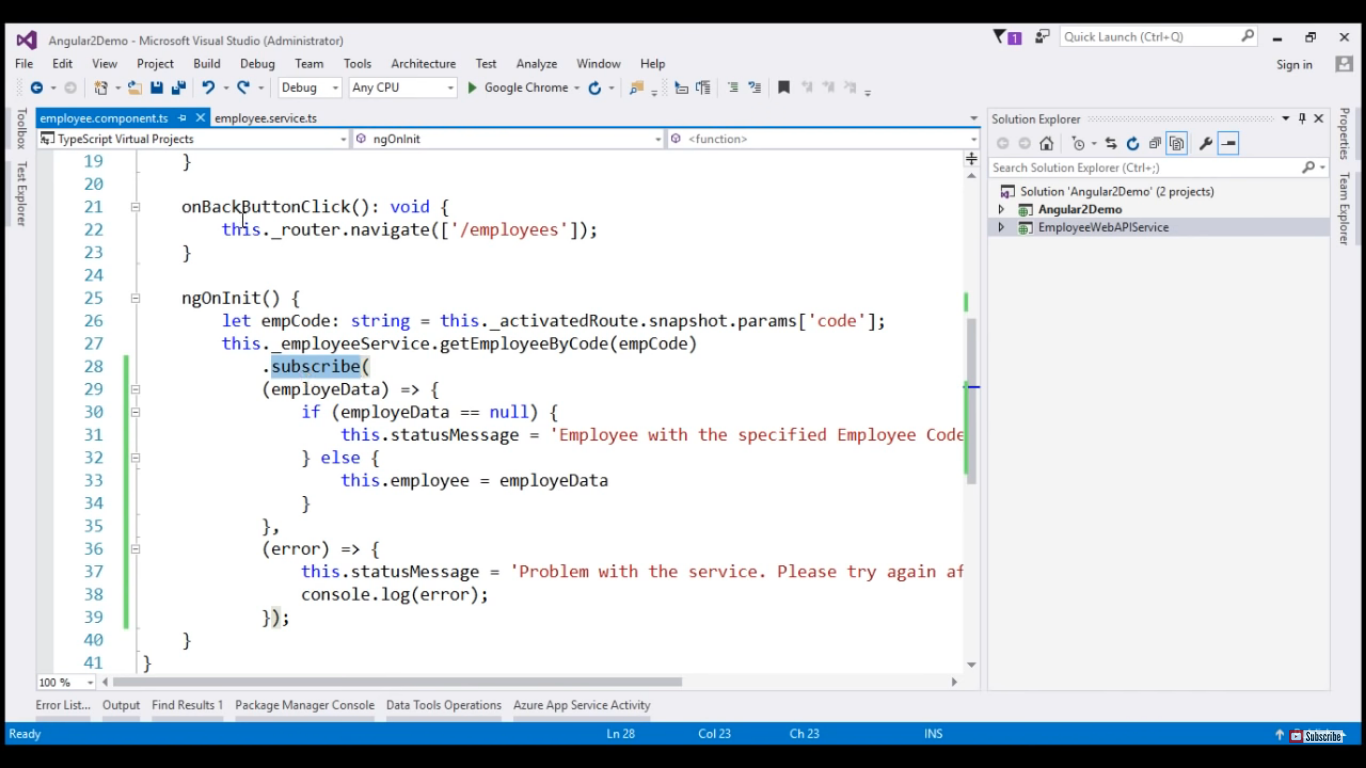 Angular2Demo - Microsoft Visual Studio (Administrator)
1
Quick Launch (Ctrl+Q)
File Edit View Project Build Debug Team Tools Architecture Test Analyze Window Help
Sign in
Debug Any CPU Google Chrome
Toolbox
Test Explorer
employee.component.ts employee.service.ts
TypeScript Virtual Projects ngOnInit <function>
19 }
20
21 onBackButtonClick(): void {
22 this._router.navigate(['/employees']);
23 }
24
25 ngOnInit() {
26 let empCode: string = this._activatedRoute.snapshot.params['code'];
27 this._employeeService.getEmployeeByCode(empCode)
28 .subscribe(
29 (employeData) => {
30 if (employeData == null) {
31 this.statusMessage = 'Employee with the specified Employee Code
32 } else {
33 this.employee = employeData
34 }
35 },
36 (error) => {
37 this.statusMessage = 'Problem with the service. Please try again af
38 console.log(error);
39 });
40 }
41 }
100 %
Solution Explorer
Search Solution Explorer (Ctrl+;)
Solution 'Angular2Demo' (2 projects)
Angular2Demo
EmployeeWebAPIService
Properties
Team Explorer
Error List... Output Find Results 1 Package Manager Console Data Tools Operations Azure App Service Activity
Ready Ln 28 Col 23 Ch 23 INS
Subscribe